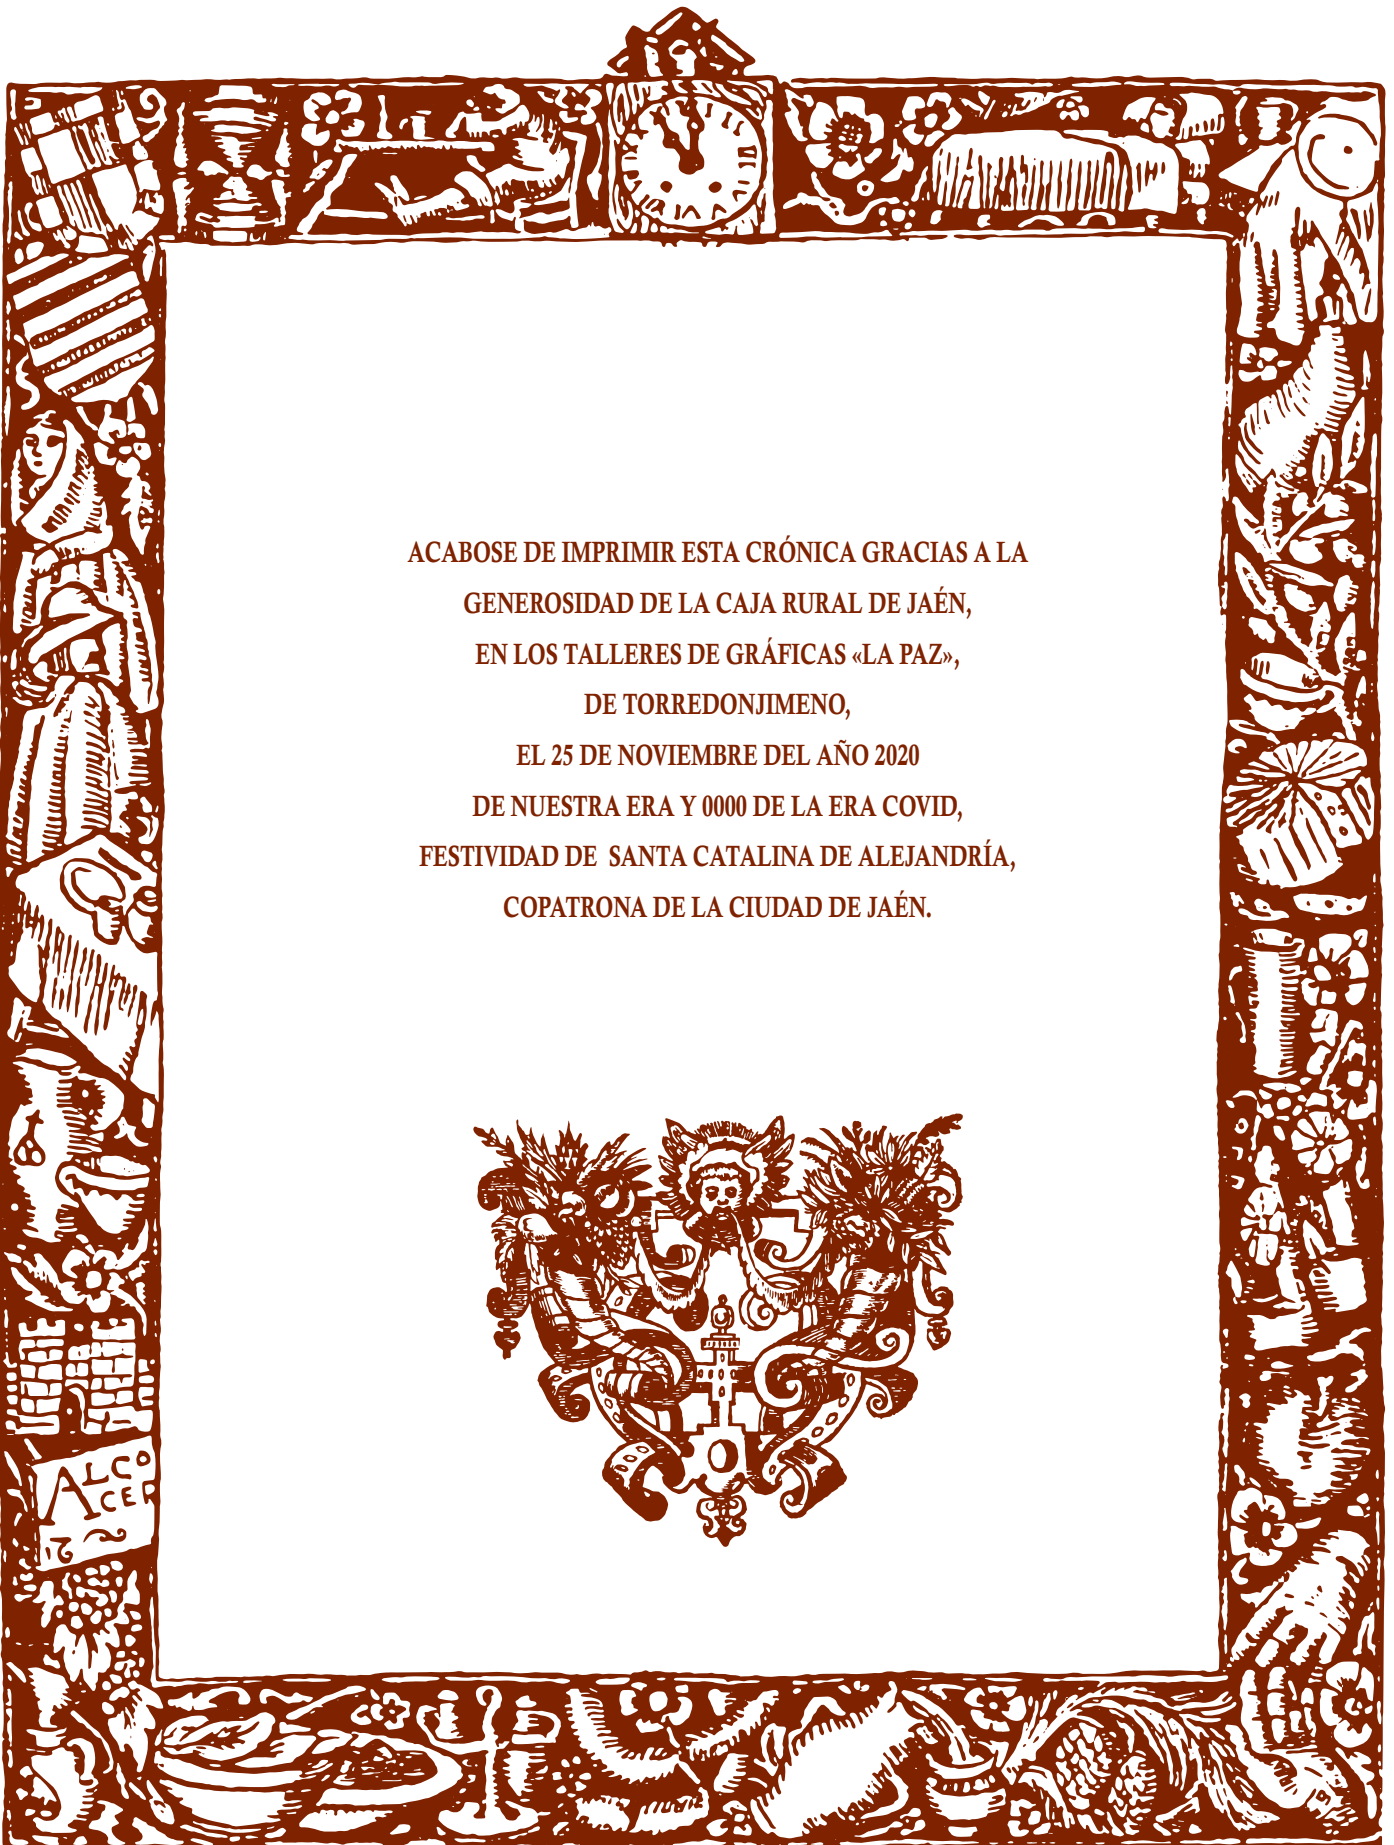 ACABOSE DE IMPRIMIR ESTA CRÓNICA GRACIAS A LA
GENEROSIDAD DE LA CAJA RURAL DE JAÉN,
EN LOS TALLERES DE GRÁFICAS «LA PAZ»,
DE TORREDONJIMENO,
EL 25 DE NOVIEMBRE DEL AÑO 2020
DE NUESTRA ERA Y 0000 DE LA ERA COVID,
FESTIVIDAD DE SANTA CATALINA DE ALEJANDRÍA,
COPATRONA DE LA CIUDAD DE JAÉN.
ALCO
CER